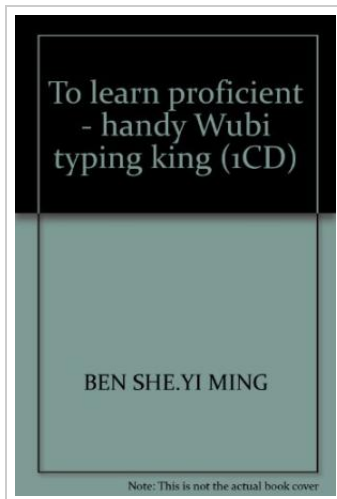 To learn proficient
- handy Wubi
typing king (1CD)
BEN SHE.YI MING
Note: This is not the actual book cover